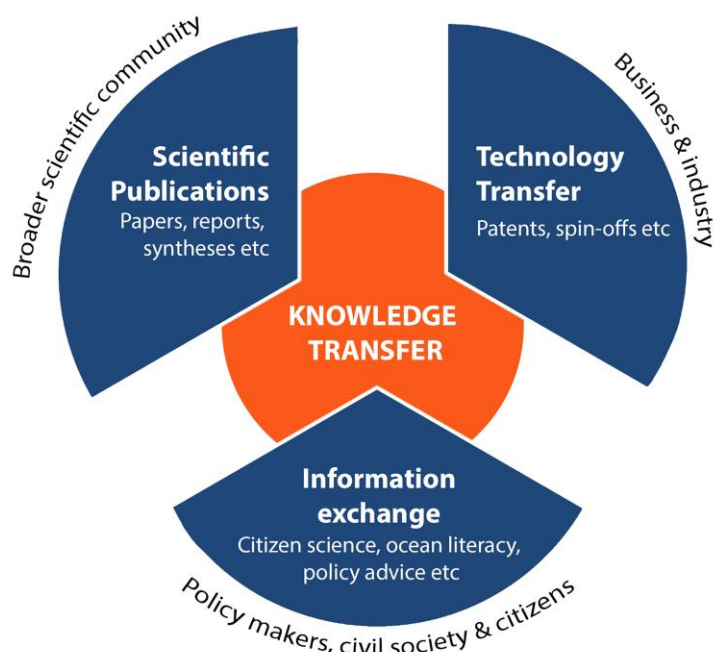 Broader scientific community
Scientific
Publications
Papers, reports,
syntheses etc
Business & industry
Technology
Transfer
Patents, spin-offs etc
KNOWLEDGE
TRANSFER
Information
exchange
Citizen science, ocean literacy,
policy advice etc
Policy makers, civil society & citizens